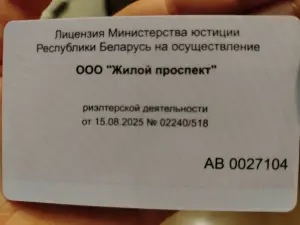 Лицензия Министерства юстиции
Республики Беларусь на осуществление
ООО "Жилой проспект"
риэлтерской деятельности
от 15.08.2025 № 02240/518
АВ 0027104